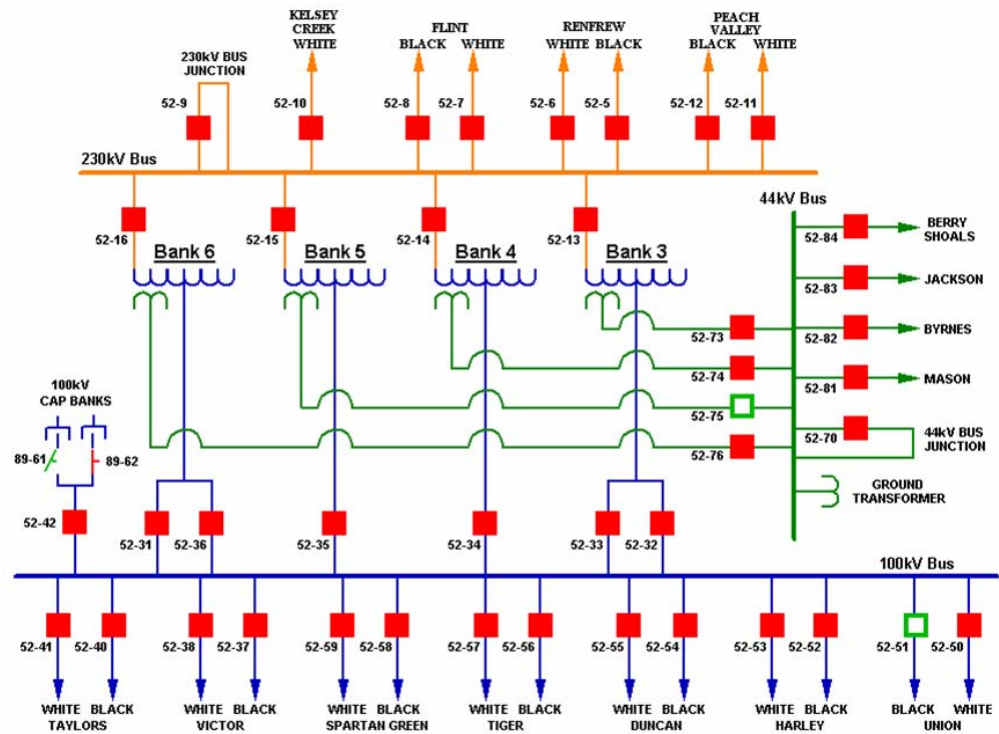 KELSEY
CREEK
WHITE
FLINT
BLACK WHITE
RENFREW
WHITE BLACK
PEACH
VALLEY
BLACK WHITE
230kV BUS
JUNCTION
52-9
52-10
52-8
52-7
52-6
52-5
52-12
52-11
230kV Bus
44kV Bus
52-16
52-15
52-14
52-13
Bank 6
Bank 5
Bank 4
Bank 3
52-84
BERRY
SHOALS
52-83
JACKSON
52-73
52-82
BYRNES
52-74
52-81
MASON
52-75
52-70
44kV BUS
JUNCTION
52-76
100kV
CAP BANKS
89-61
89-62
GROUND
TRANSFORMER
52-42
52-31
52-36
52-35
52-34
52-33
52-32
100kV Bus
52-41
52-40
52-38
52-37
52-59
52-58
52-57
52-56
52-55
52-54
52-53
52-52
52-51
52-50
WHITE BLACK
TAYLORS
WHITE BLACK
VICTOR
WHITE BLACK
SPARTAN GREEN
WHITE BLACK
TIGER
WHITE BLACK
DUNCAN
WHITE BLACK
HARLEY
BLACK WHITE
UNION